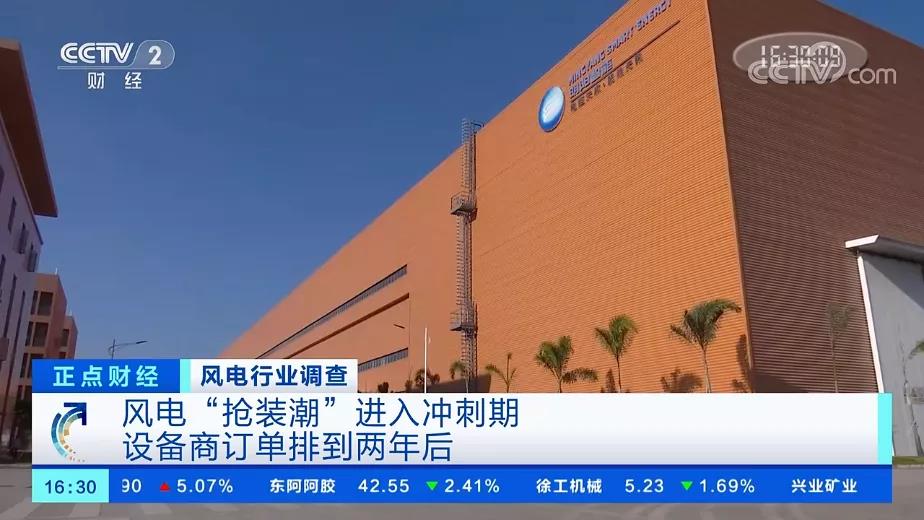 CCTV 2
财经
16:30:09
CCTV.com
MING YANG SMART ENERGY
明阳智能
正点财经
风电行业调查
风电“抢装潮”进入冲刺期
设备商订单排到两年后
16:30 90 ▲ 5.07% 东阿阿胶 42.55 ▼ 2.41% 徐工机械 5.23 ▼ 1.69% 兴业矿业